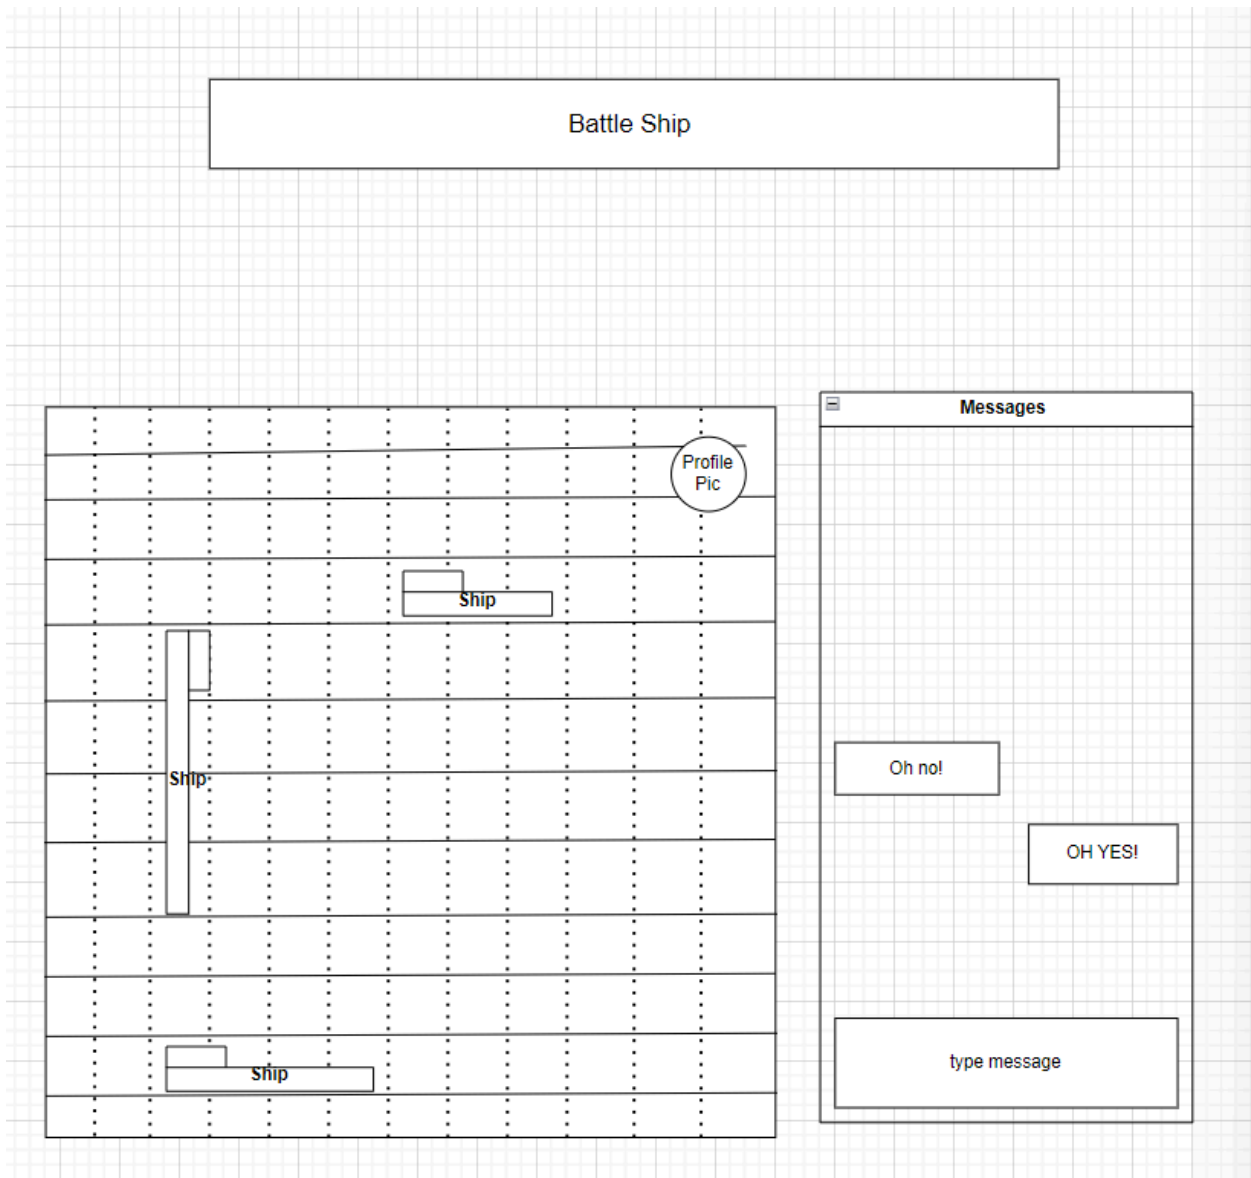 Battle Ship
Messages
Profile
Pic
Ship
Ship
Ship
Oh no!
OH YES!
type message